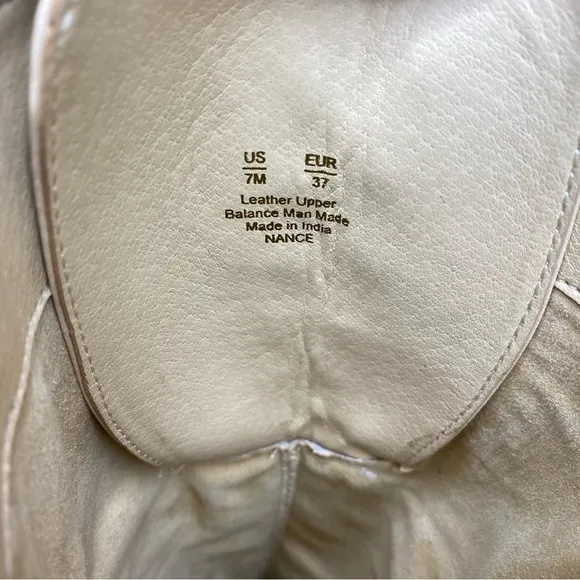 US EUR
7M 37
Leather Upper
Balance Man Made
Made in India
NANCE